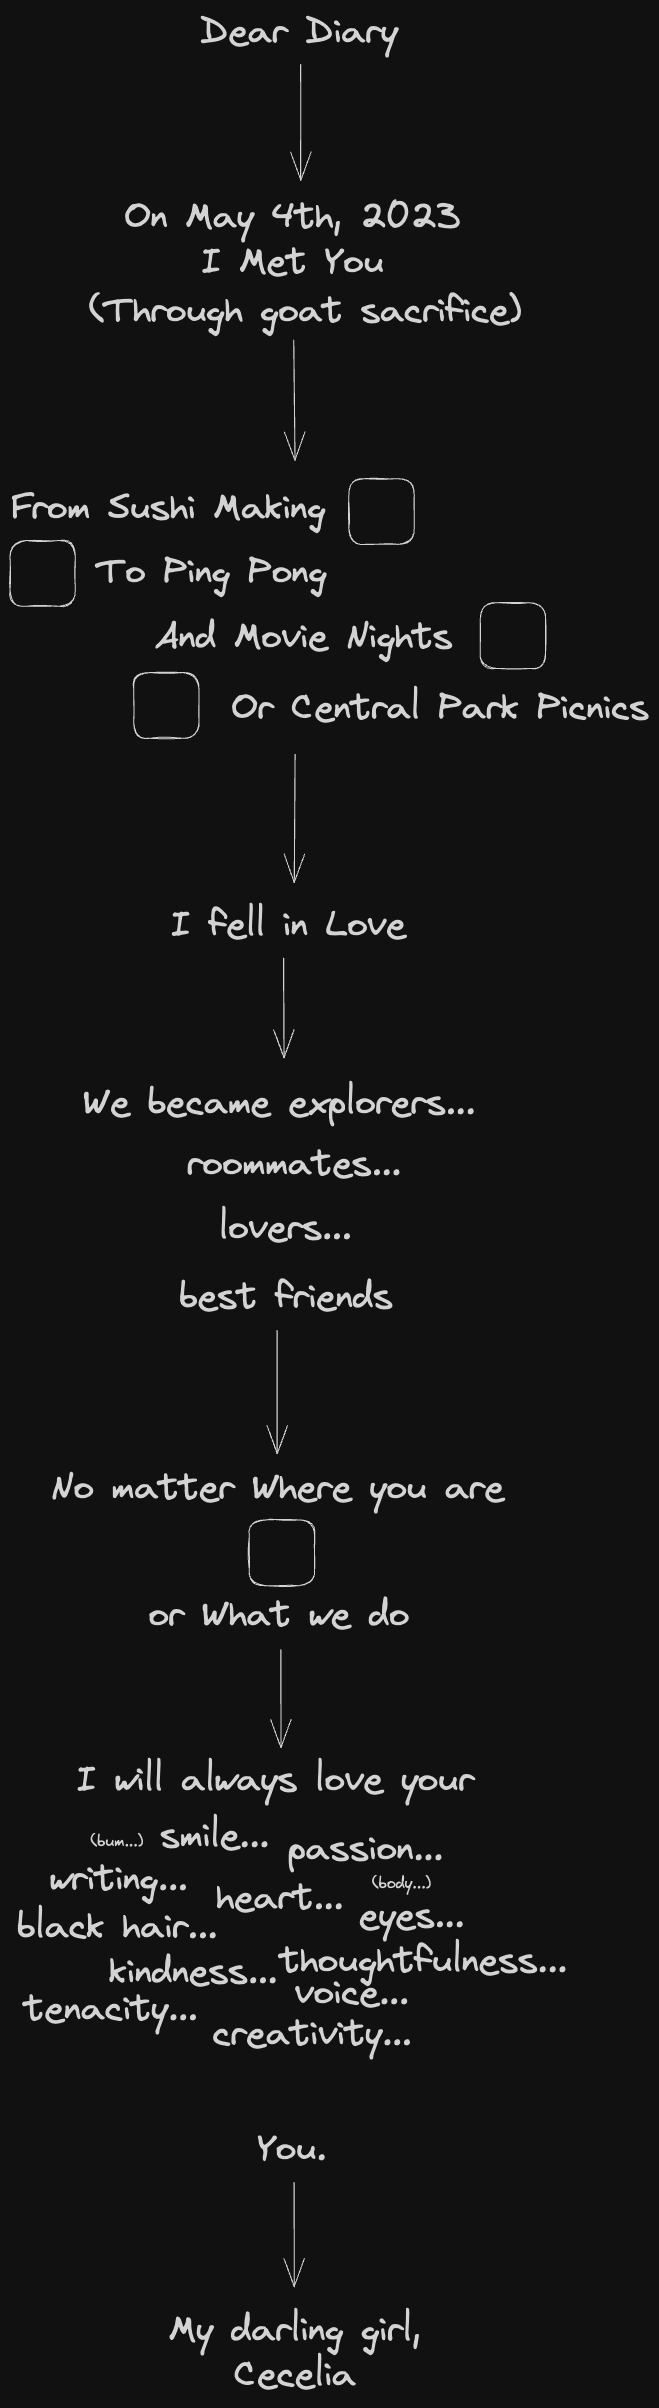 Dear Diary
On May 4th, 2023
I Met You
(Through goat sacrifice)
From Sushi Making
To Ping Pong
And Movie Nights
Or Central Park Picnics
I fell in Love
We became explorers...
roommates...
lovers...
best friends
No matter Where you are
or What we do
I will always love your
(bum...) smile... passion...
writing... heart... (body...)
black hair... eyes...
kindness... thoughtfulness...
tenacity... voice...
creativity...
You.
My darling girl,
Cecelia